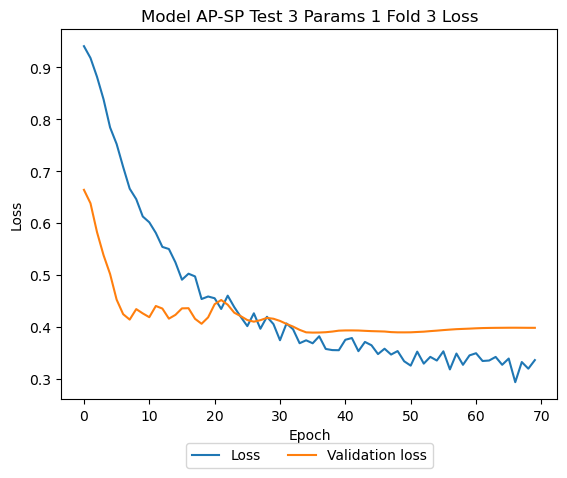 Model AP-SP Test 3 Params 1 Fold 3 Loss
Loss
0.9
0.8
0.7
0.6
0.5
0.4
0.3
0 10 20 30 40 50 60 70
Epoch
Loss Validation loss